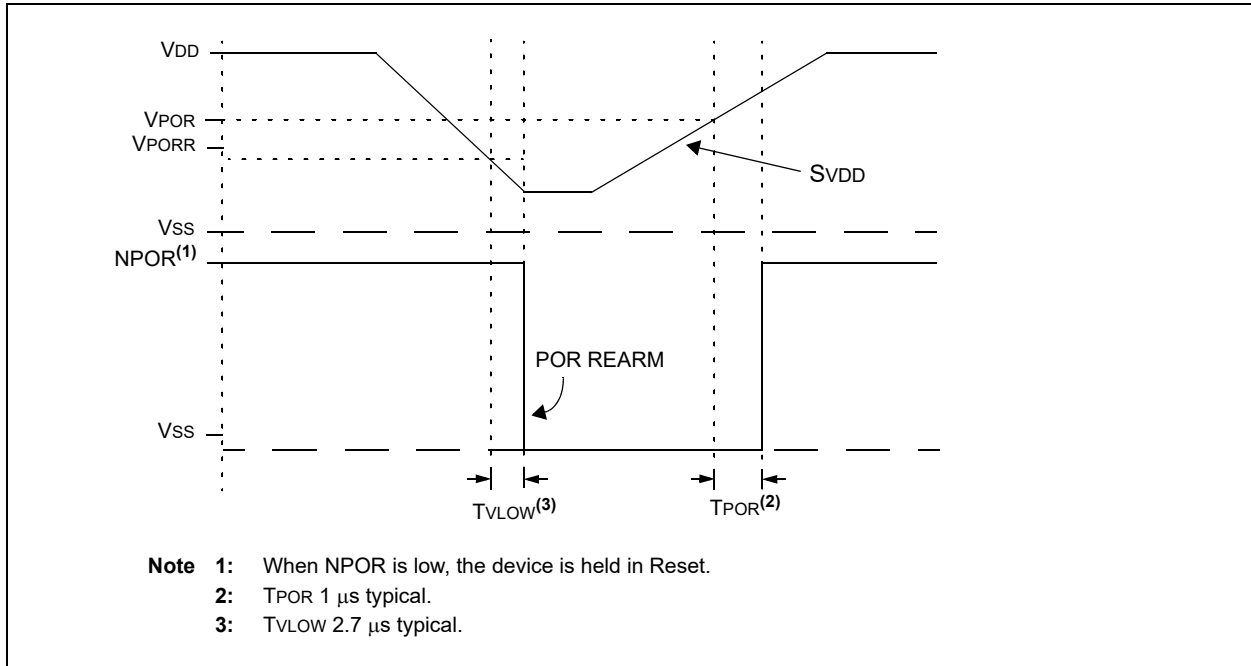 VDD
VPOR
VPORR
SVDD
VSS
NPOR(1)
POR REARM
VSS
TVLOW(3)
TPOR(2)
Note 1: When NPOR is low, the device is held in Reset.
2: TPOR 1 μs typical.
3: TVLOW 2.7 μs typical.